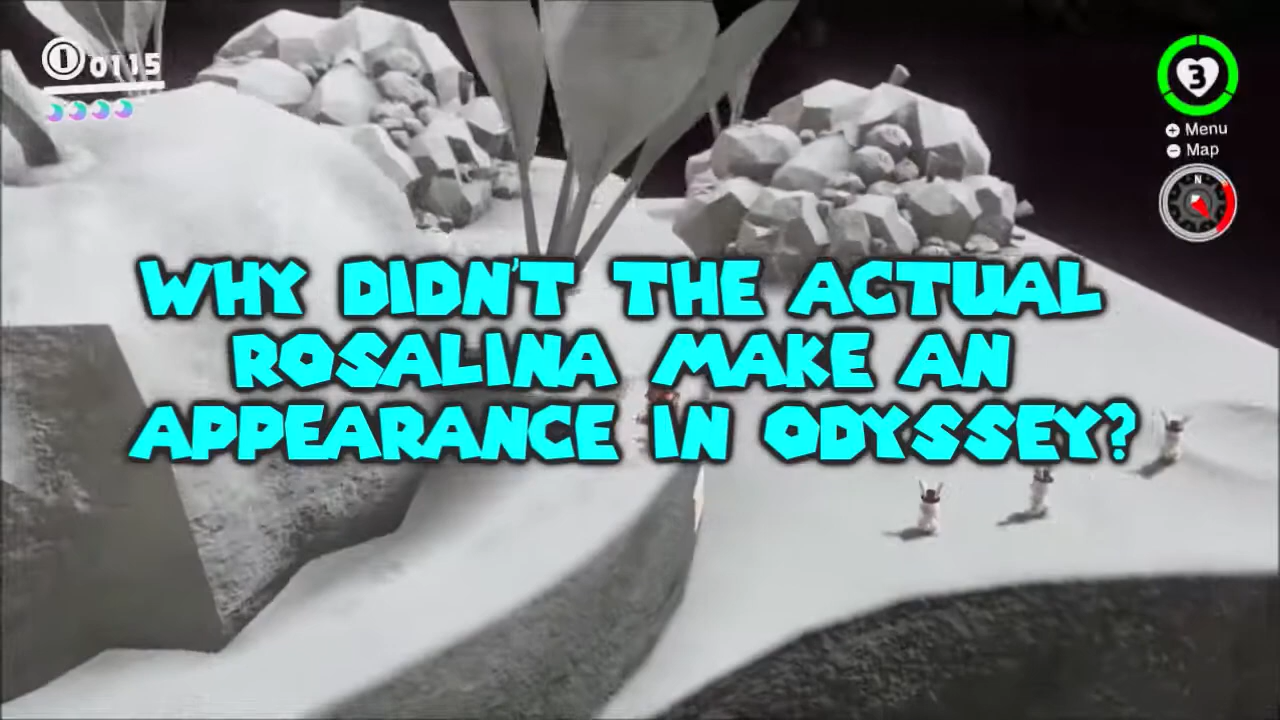 0115
3
Menu
Map
N
WHY DIDN'T THE ACTUAL
ROSALINA MAKE AN
APPEARANCE IN ODYSSEY?